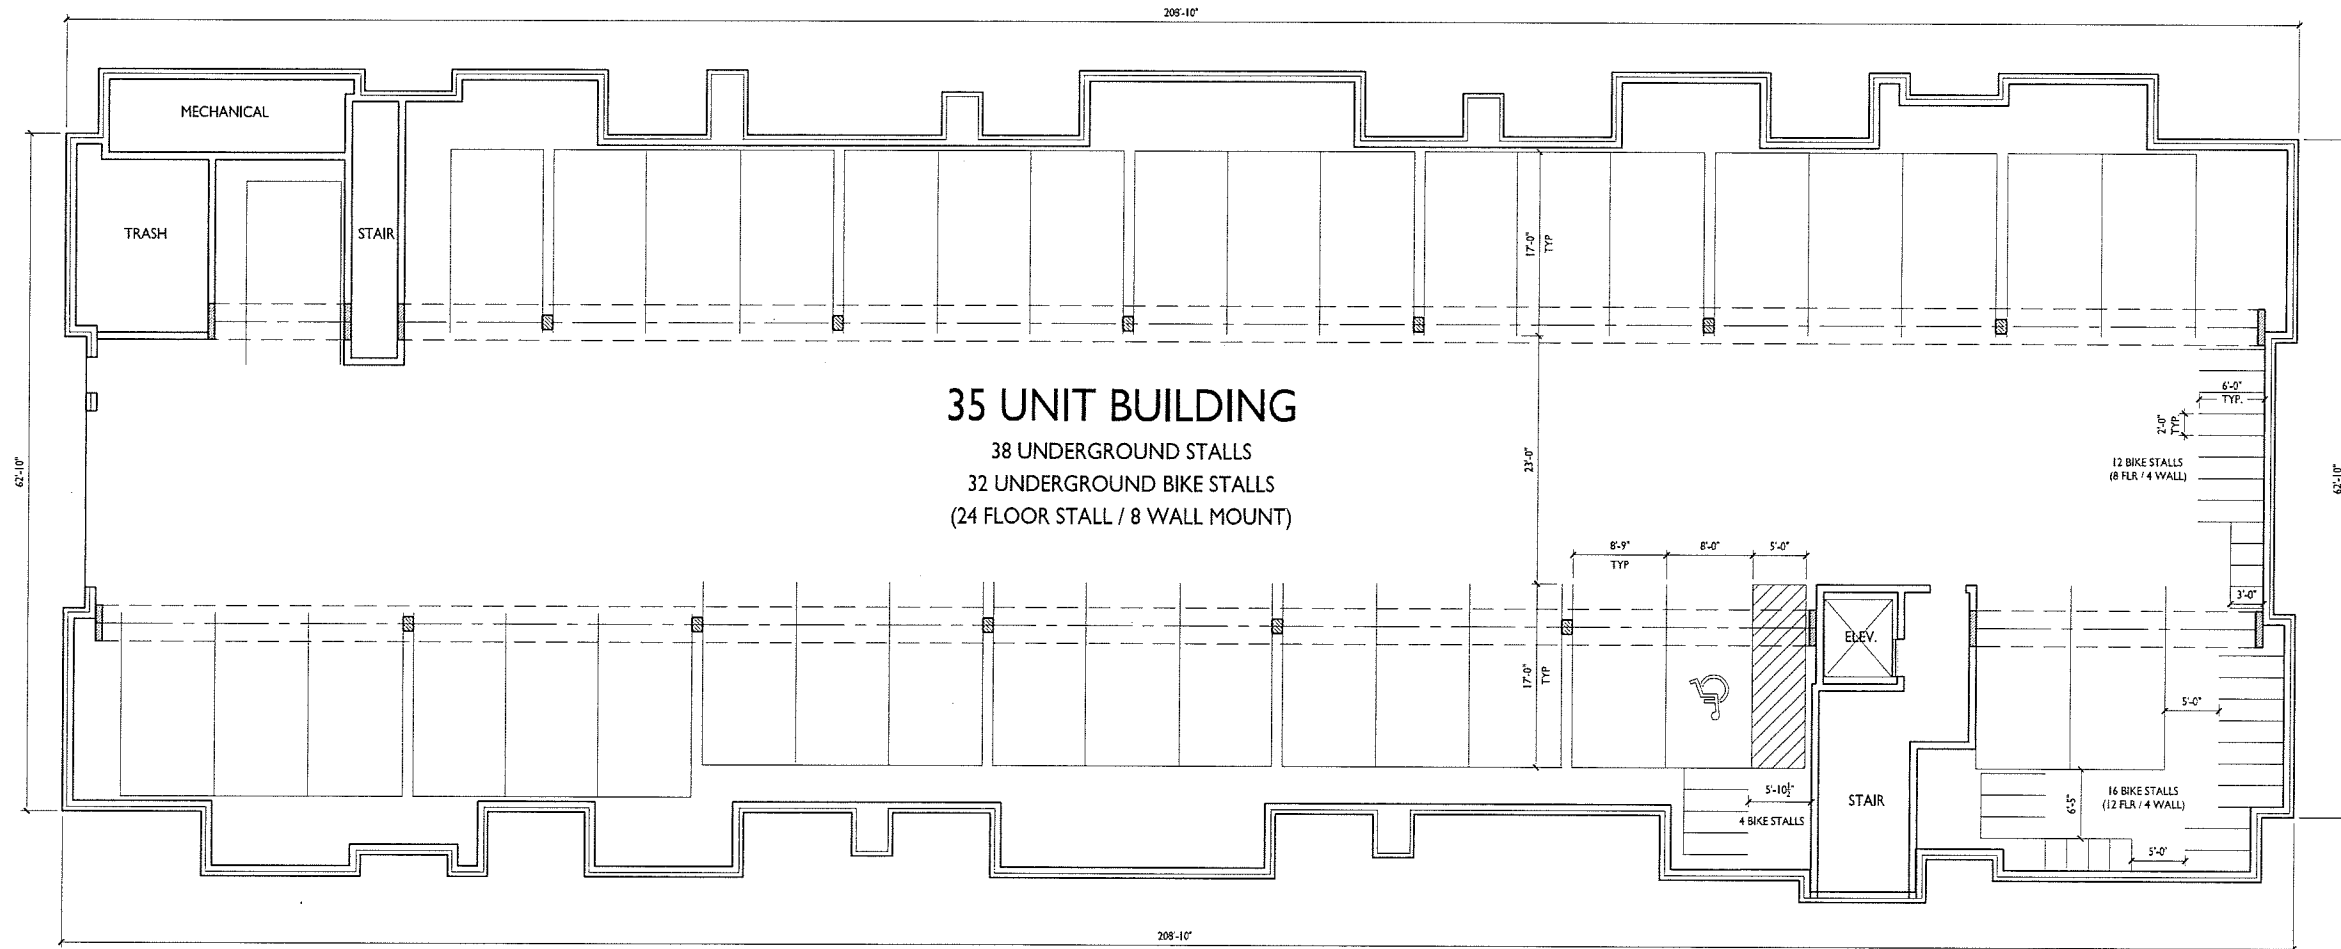 208'-10"
MECHANICAL
TRASH
STAIR
17'-0"
TYP
35 UNIT BUILDING
38 UNDERGROUND STALLS
32 UNDERGROUND BIKE STALLS
(24 FLOOR STALL / 8 WALL MOUNT)
62'-10"
23'-0"
6'-0"
TYP.
2'-0"
TYP
12 BIKE STALLS
(8 FLR / 4 WALL)
62'-10"
8'-9"
TYP
8'-0"
5'-0"
3'-0"
ELEV.
17'-0"
TYP
5'-0"
5'-10½"
4 BIKE STALLS
STAIR
6'-5"
16 BIKE STALLS
(12 FLR / 4 WALL)
5'-0"
208'-10"